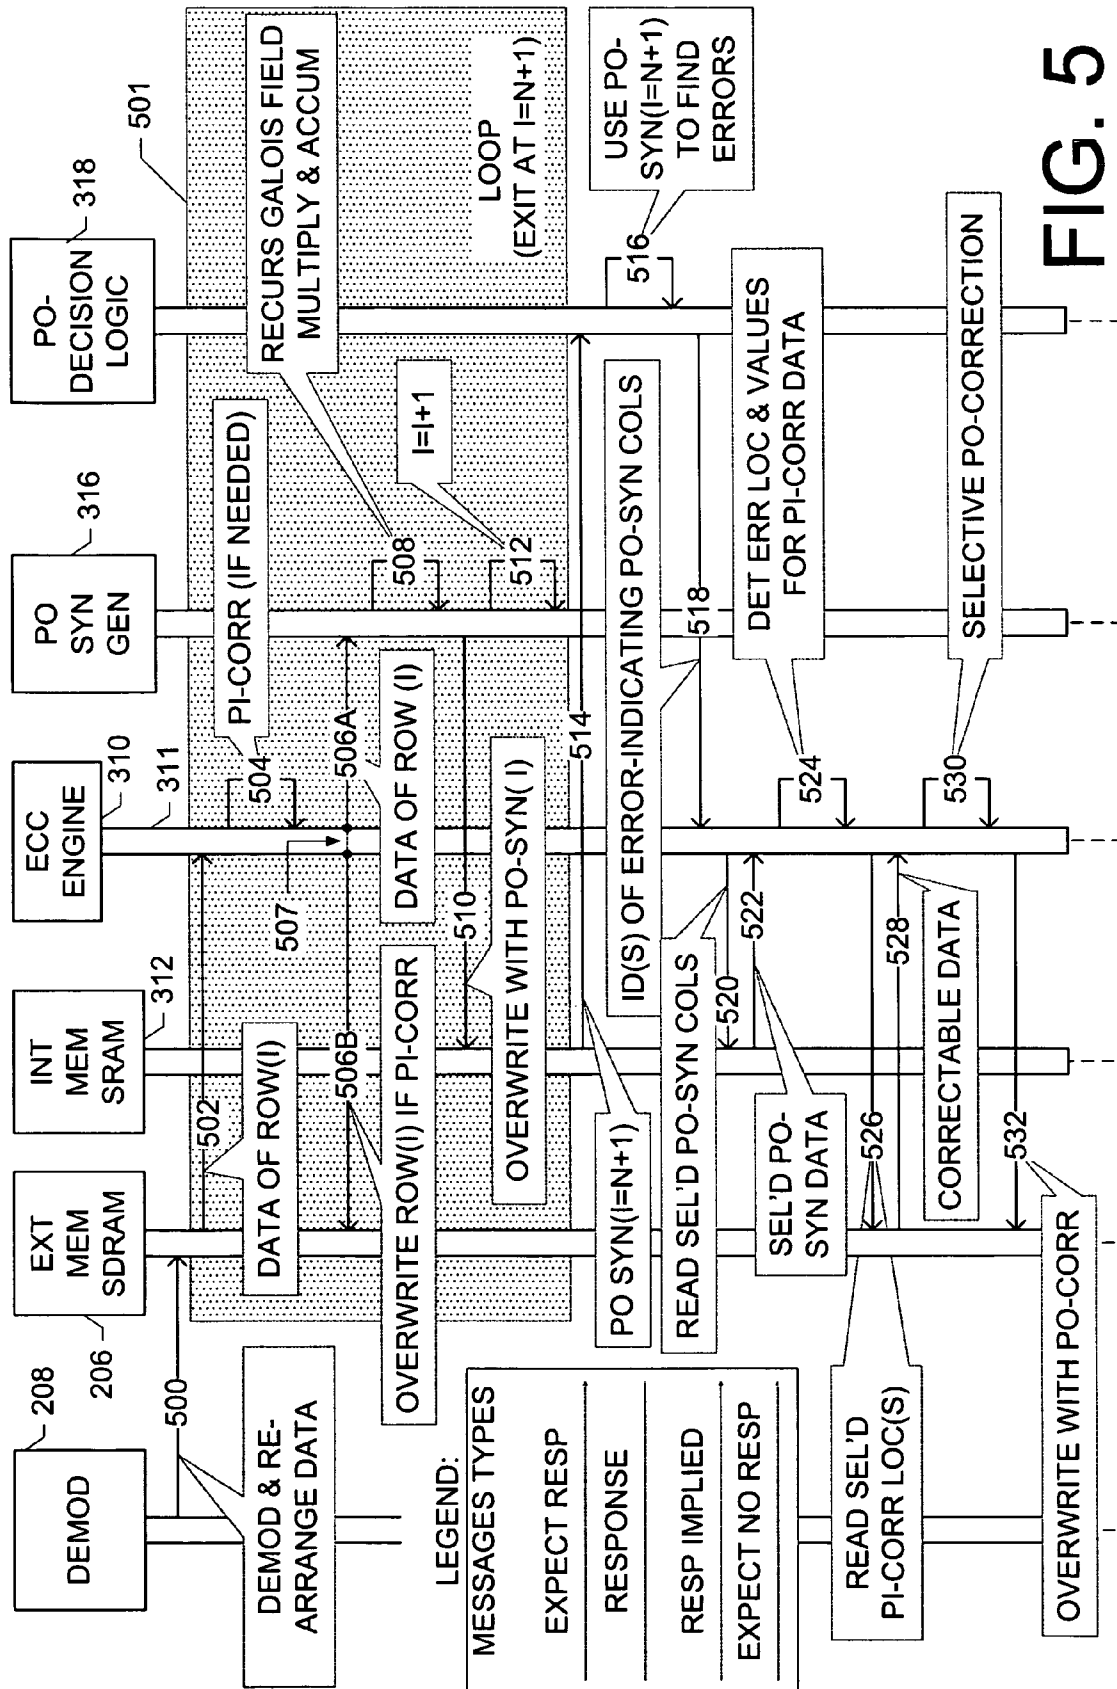 DEMOD
208
EXT
MEM
SDRAM
206
INT
MEM
SRAM
312
ECC
ENGINE
310
311
PO
SYN
GEN
316
PO-
DECISION
LOGIC
318
501
500
DEMOD & RE-
ARRANGE DATA
502
DATA OF ROW(I)
504
PI-CORR (IF NEEDED)
507
506A
DATA OF ROW (I)
506B
OVERWRITE ROW(I) IF PI-CORR
508
RECURS GALOIS FIELD
MULTIPLY & ACCUM
510
OVERWRITE WITH PO-SYN( I)
512
I=I+1
LOOP
(EXIT AT I=N+1)
514
PO SYN(I=N+1)
516
USE PO-
SYN(I=N+1)
TO FIND
ERRORS
518
ID(S) OF ERROR-INDICATING PO-SYN COLS
520
READ SEL'D PO-SYN COLS
522
SEL'D PO-
SYN DATA
524
DET ERR LOC & VALUES
FOR PI-CORR DATA
526
READ SEL'D
PI-CORR LOC(S)
528
CORRECTABLE DATA
530
SELECTIVE PO-CORRECTION
532
OVERWRITE WITH PO-CORR
LEGEND:
MESSAGES TYPES
EXPECT RESP
RESPONSE
RESP IMPLIED
EXPECT NO RESP
FIG. 5